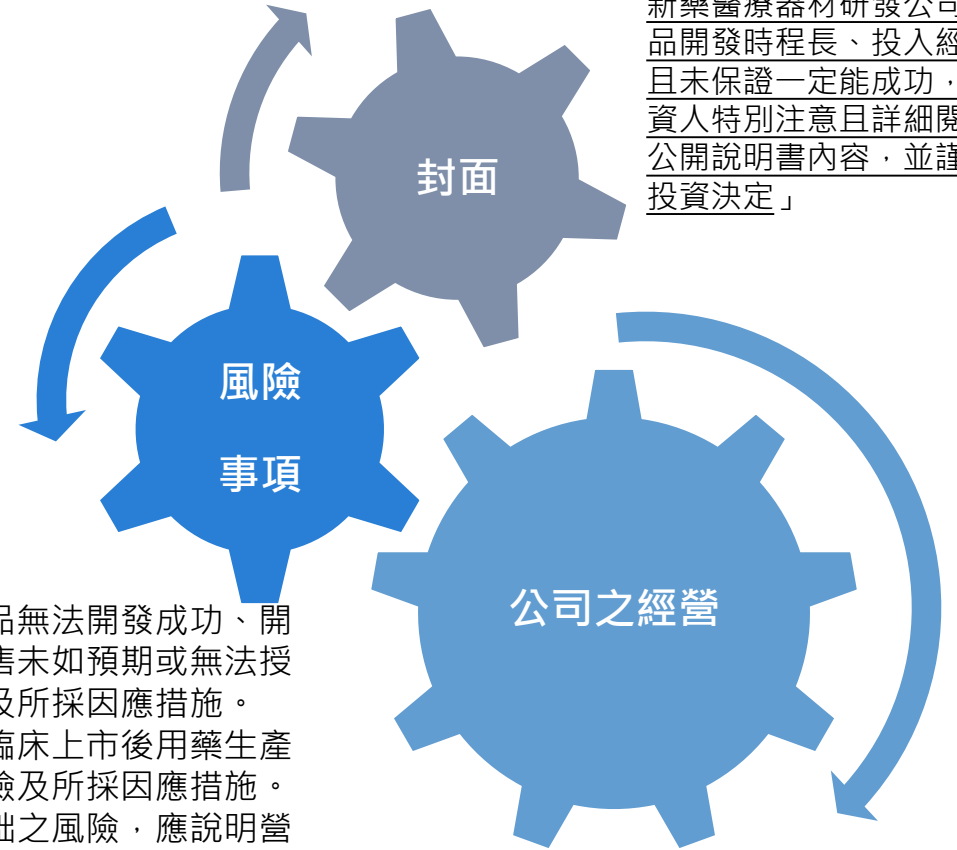 新藥醫療器材研發公司
品開發時程長、投入經
且未保證一定能成功，
資人特別注意且詳細閱
公開說明書內容，並謹
投資決定」
封面
風險
事項
公司之經營
品無法開發成功、開
售未如預期或無法授
及所採因應措施。
臨床上市後用藥生產
險及所採因應措施。
之風險，應說明營